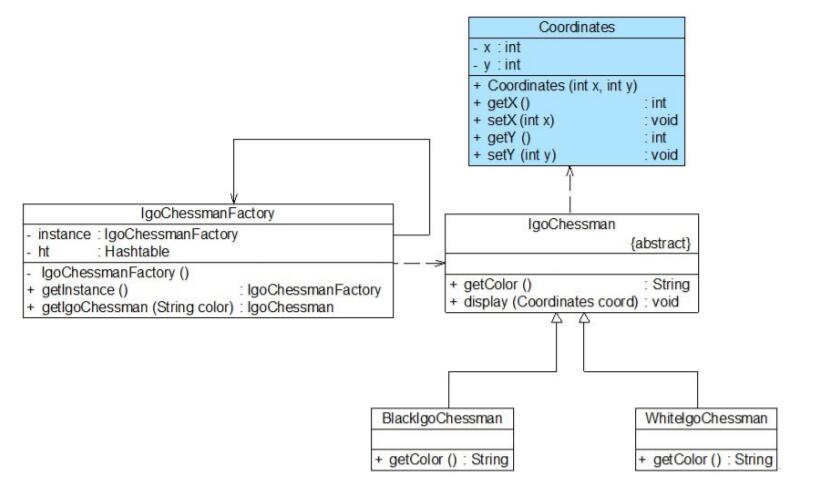 Coordinates
- x : int
- y : int
+ Coordinates (int x, int y)
+ getX () : int
+ setX (int x) : void
+ getY () : int
+ setY (int y) : void
IgoChessmanFactory
- instance : IgoChessmanFactory
- ht : Hashtable
- IgoChessmanFactory ()
+ getInstance () : IgoChessmanFactory
+ getIgoChessman (String color) : IgoChessman
IgoChessman
{abstract}
+ getColor () : String
+ display (Coordinates coord) : void
BlackIgoChessman
+ getColor () : String
WhiteIgoChessman
+ getColor () : String